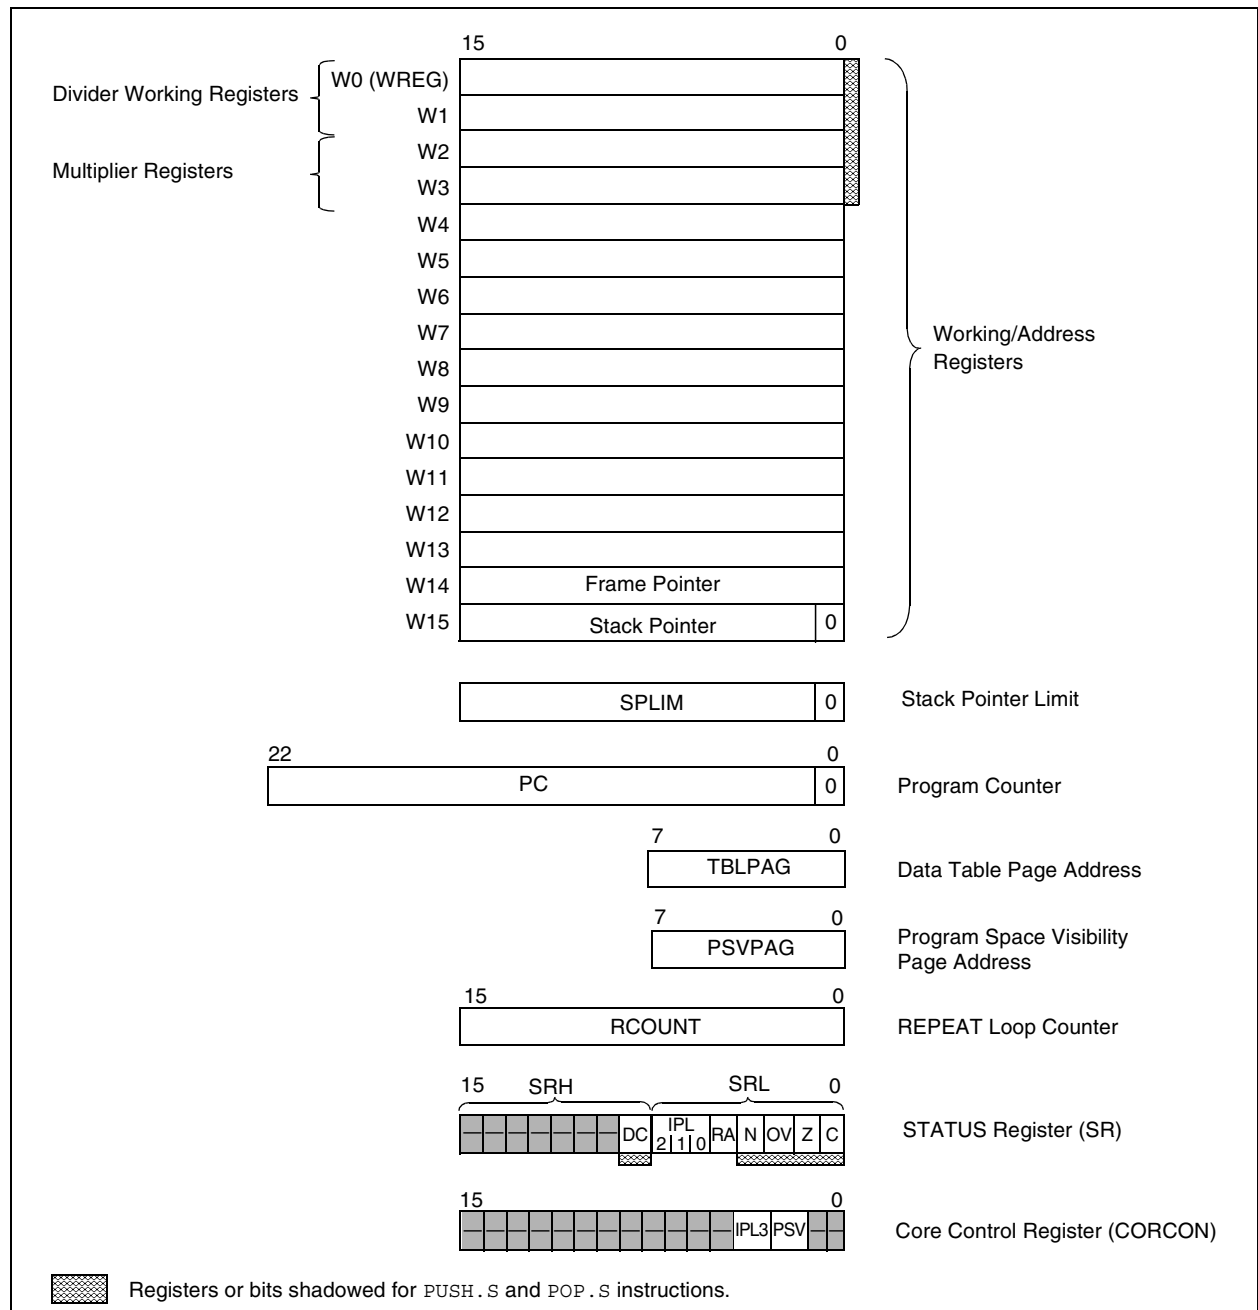 15 0
Divider Working Registers
W0 (WREG)
W1
Multiplier Registers
W2
W3
W4
W5
W6
W7
W8
W9
W10
W11
W12
W13
W14 Frame Pointer
W15 Stack Pointer 0
Working/Address
Registers
SPLIM 0 Stack Pointer Limit
22 0
PC 0 Program Counter
7 0
TBLPAG Data Table Page Address
7 0
PSVPAG Program Space Visibility
Page Address
15 0
RCOUNT REPEAT Loop Counter
15 SRH SRL 0
— — — — — — — DC IPL 2 1 0 RA N OV Z C STATUS Register (SR)
15 0
— — — — — — — — — — — — IPL3 PSV — — Core Control Register (CORCON)
Registers or bits shadowed for PUSH.S and POP.S instructions.